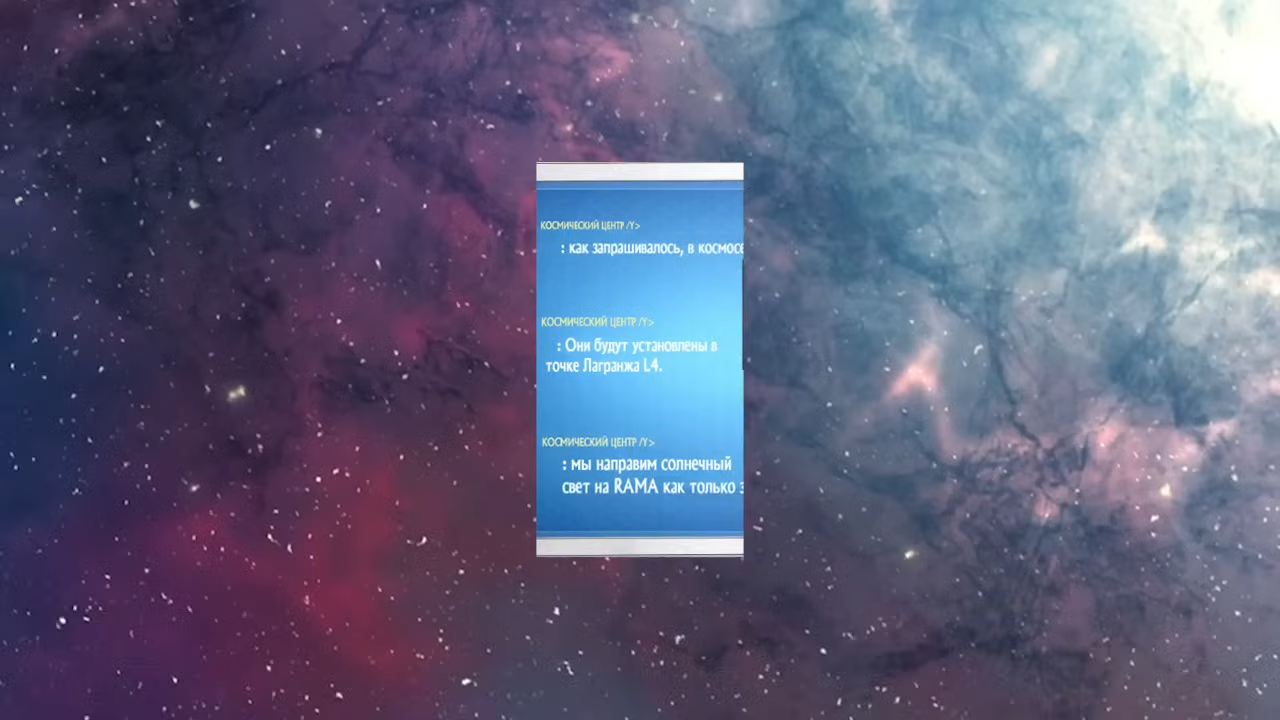 КОСМИЧЕСКИЙ ЦЕНТР /Y>
: как запрашивалось, в космосе
КОСМИЧЕСКИЙ ЦЕНТР /Y>
: Они будут установлены в
точке Лагранжа L4.
КОСМИЧЕСКИЙ ЦЕНТР /Y>
: мы направим солнечный
свет на RAMA как только